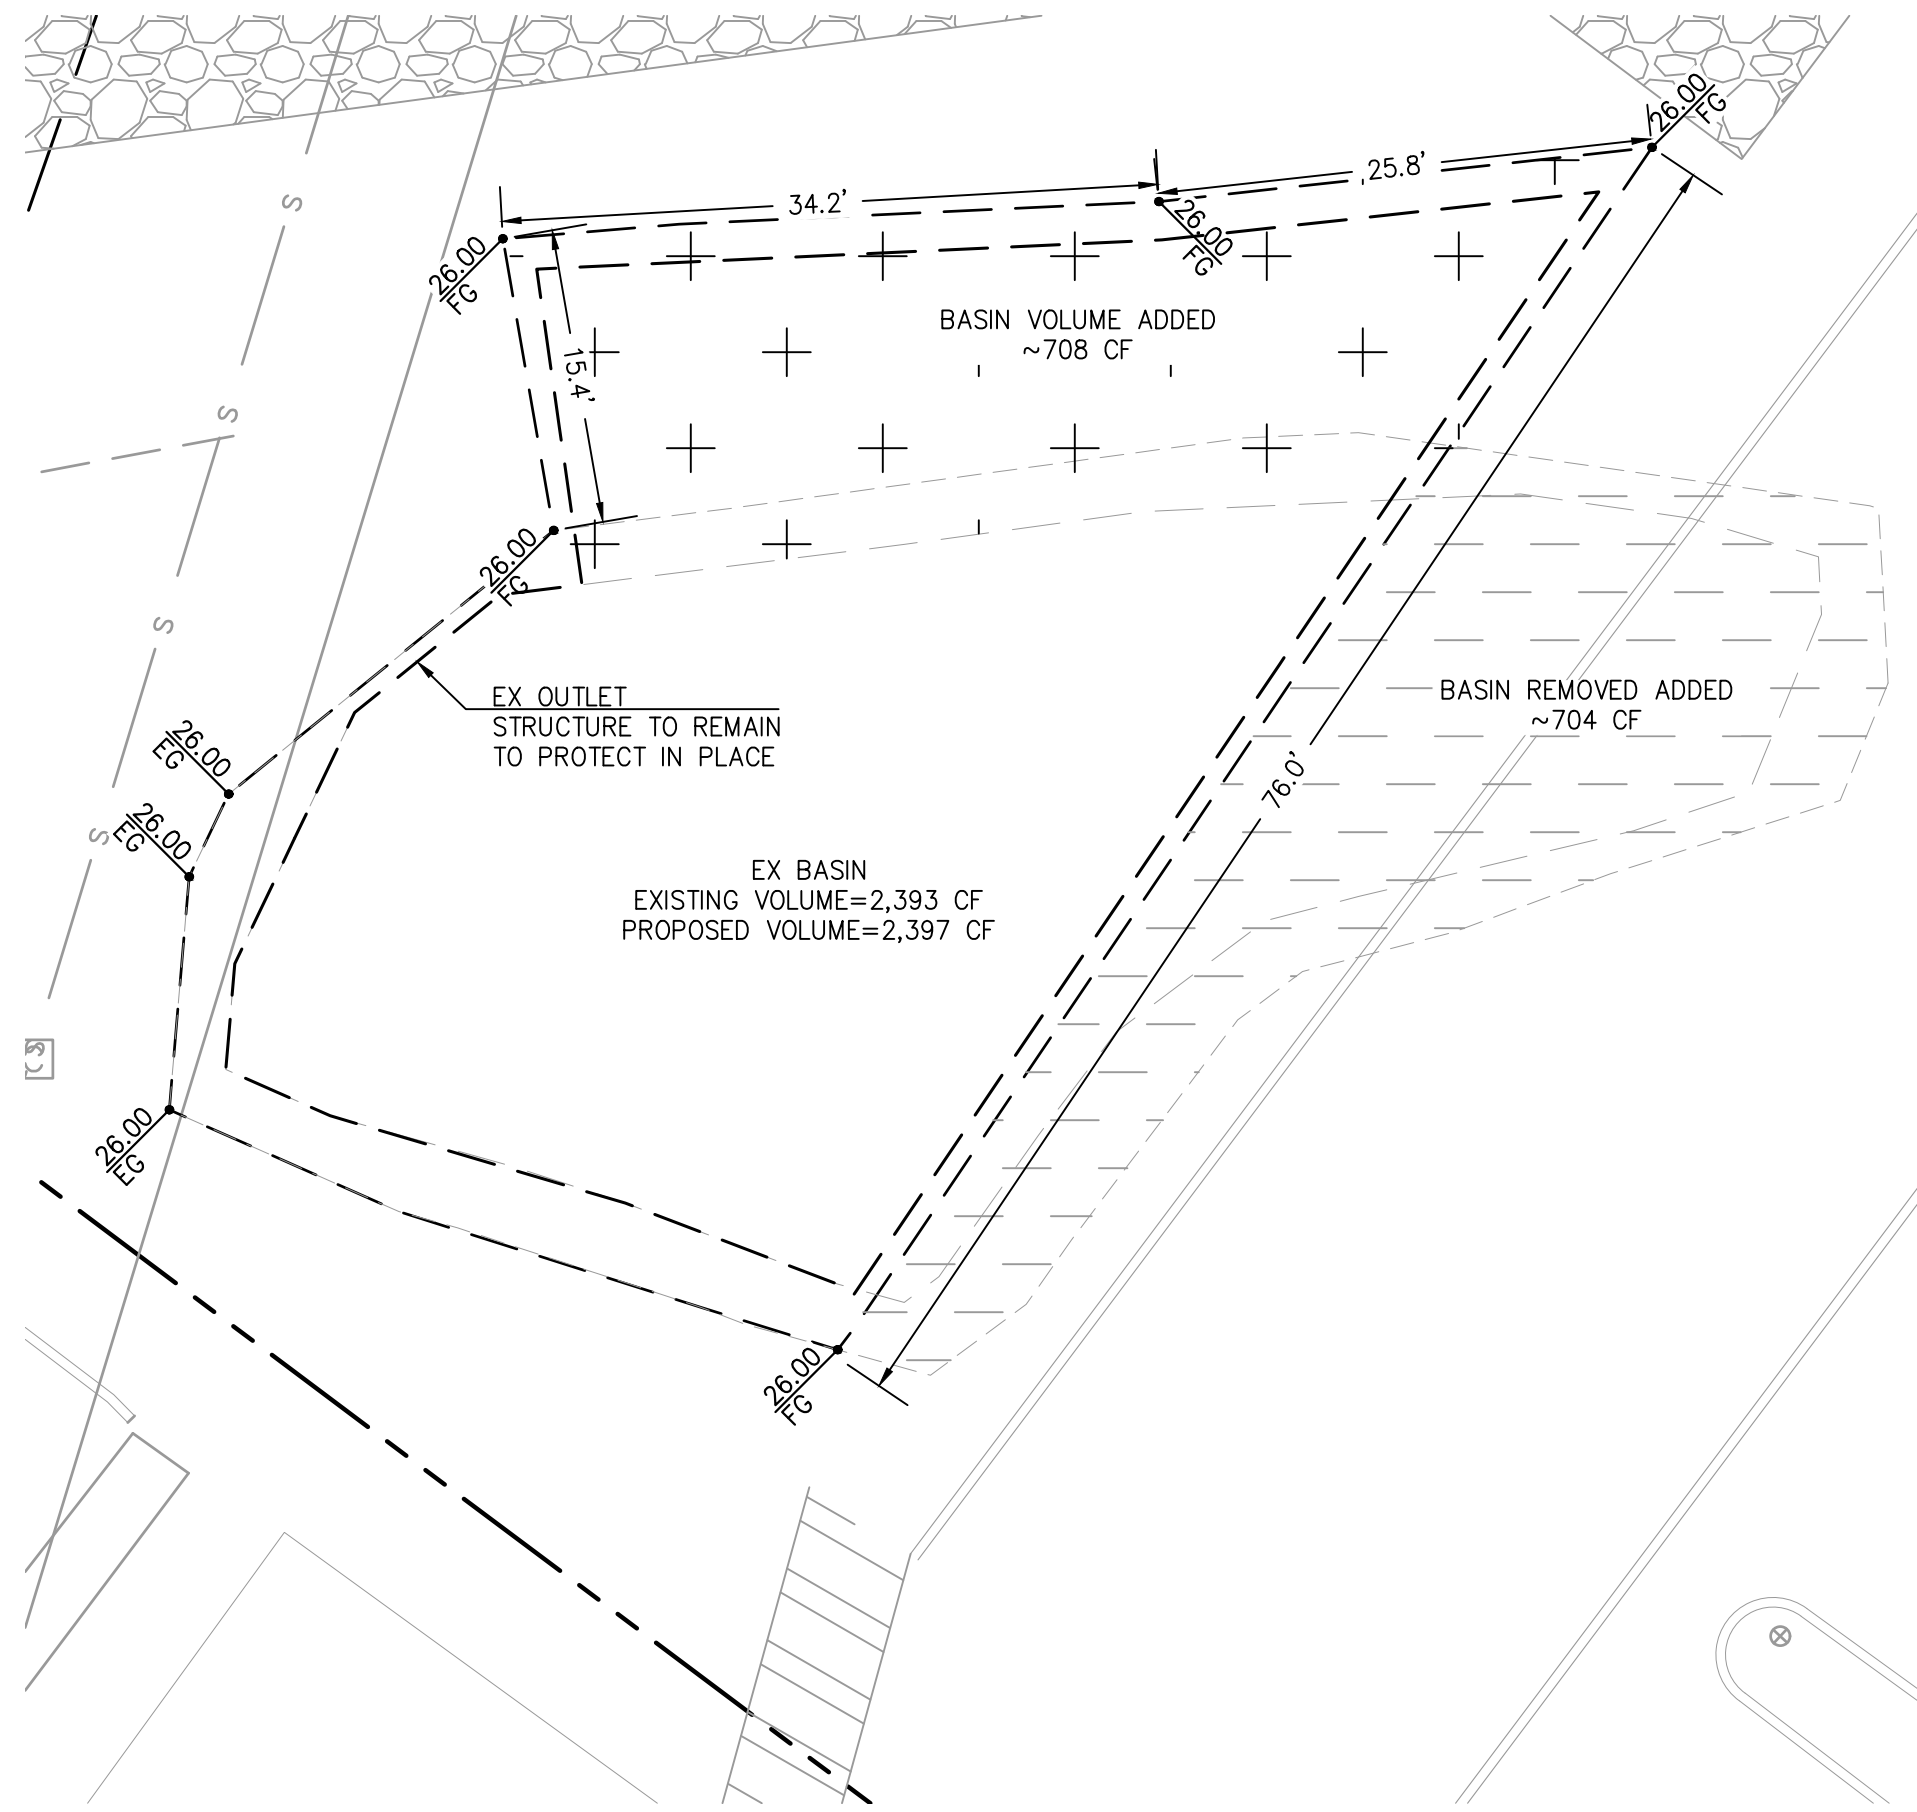 26.00
FG
34.2'
25.8'
26.00
FG
26.00
FG
S
BASIN VOLUME ADDED
~708 CF
15.4'
S
26.00
FG
S
EX OUTLET
STRUCTURE TO REMAIN
TO PROTECT IN PLACE
BASIN REMOVED ADDED
~704 CF
26.00
EG
76.0'
26.00
EG
S
EX BASIN
EXISTING VOLUME=2,393 CF
PROPOSED VOLUME=2,397 CF
26.00
EG
26.00
FG